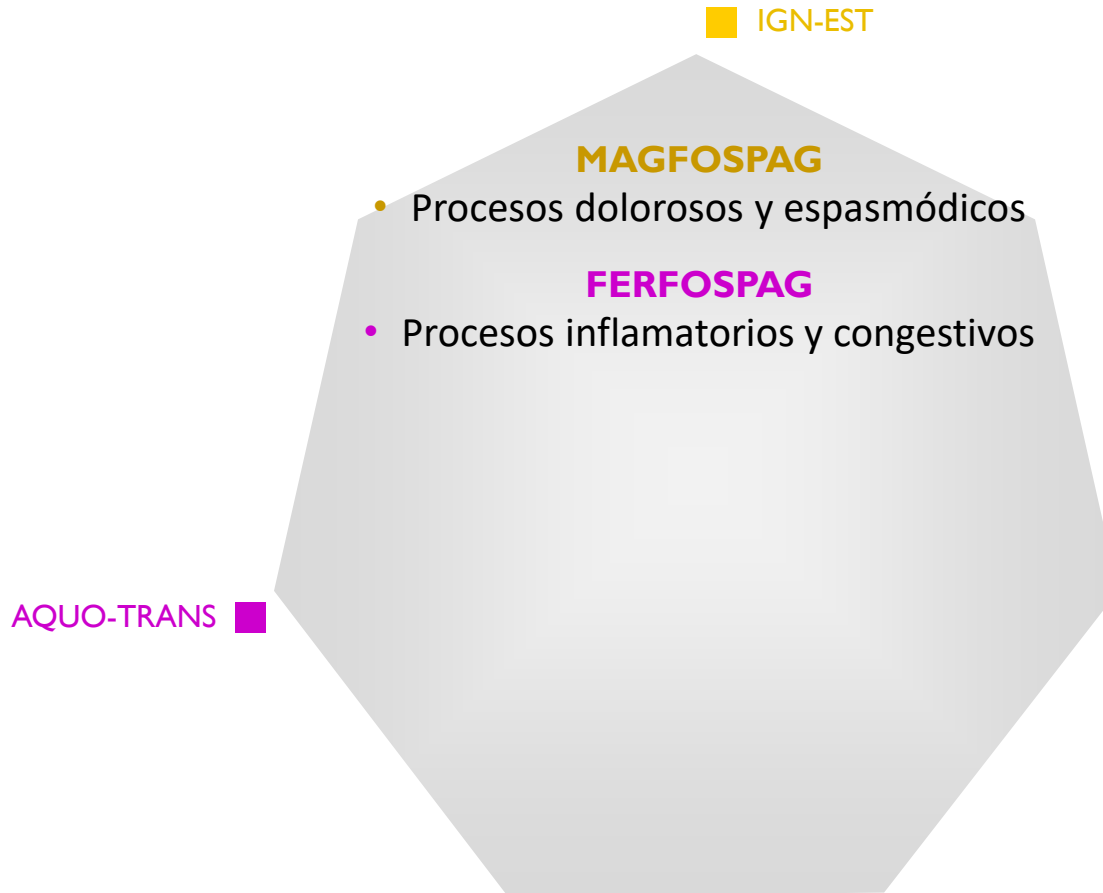 IGN-EST
MAGFOSPAG
• Procesos dolorosos y espasmódicos
FERFOSPAG
• Procesos inflamatorios y congestivos
AQUO-TRANS